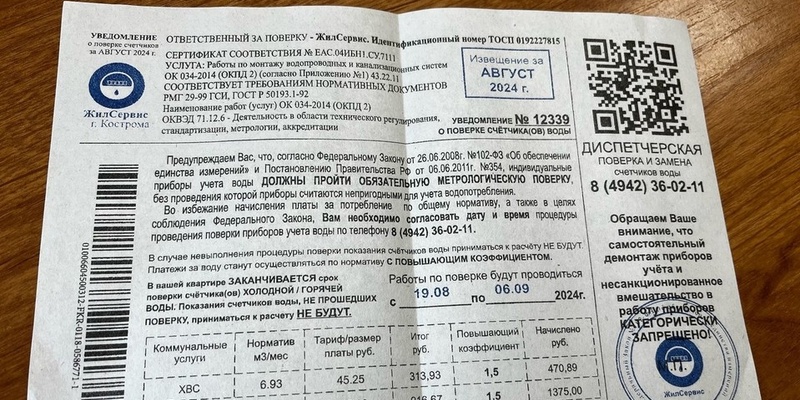 УВЕДОМЛЕНИЕ
о поверке счетчиков
за АВГУСТ 2024 г.
ЖилСервис
г. Кострома
ОТВЕТСТВЕННЫЙ ЗА ПОВЕРКУ - ЖилСервис. Идентификационный номер ТОСП 0192227815
СЕРТИФИКАТ СООТВЕТСТВИЯ № ЕАС.04ИБН1.СУ.7111
УСЛУГА: Работы по монтажу водопроводных и канализационных систем
ОК 034-2014 (ОКПД 2) (согласно Приложению №1) 43.22.11
СООТВЕТСТВУЕТ ТРЕБОВАНИЯМ НОРМАТИВНЫХ ДОКУМЕНТОВ
РМГ 29-99 ГСИ, ГОСТ Р 50193.1-92
Наименование работ (услуг) ОК 034-2014 (ОКПД 2)
ОКВЭД 71.12.6 - Деятельность в области технического регулирования,
стандартизации, метрологии, аккредитации
Извещение за
АВГУСТ
2024 г.
УВЕДОМЛЕНИЕ № 12339
О ПОВЕРКЕ СЧЁТЧИКА(ОВ) ВОДЫ
ДИСПЕТЧЕРСКАЯ
ПОВЕРКА И ЗАМЕНА
СЧЕТЧИКОВ ВОДЫ
8 (4942) 36-02-11
Предупреждаем Вас, что, согласно Федеральному Закону от 26.06.2008г. №102-ФЗ «Об обеспечении
единства измерений» и Постановлению Правительства РФ от 06.06.2011г. №354, индивидуальные
приборы учета воды ДОЛЖНЫ ПРОЙТИ ОБЯЗАТЕЛЬНУЮ МЕТРОЛОГИЧЕСКУЮ ПОВЕРКУ,
без проведения которой приборы считаются непригодными для учета водопотребления.
Во избежание начисления платы за потребление по общему нормативу, а также в целях
соблюдения Федерального Закона, Вам необходимо согласовать дату и время процедуры
проведения поверки приборов учета воды по телефону 8 (4942) 36-02-11.
В случае невыполнения процедуры поверки показания счётчиков воды приниматься к расчёту НЕ БУДУТ.
Платежи за воду станут осуществляться по нормативу С ПОВЫШАЮЩИМ КОЭФФИЦИЕНТОМ.
В вашей квартире ЗАКАНЧИВАЕТСЯ срок
поверки счётчика(ов) ХОЛОДНОЙ / ГОРЯЧЕЙ
ВОДЫ. Показания счетчиков воды, НЕ ПРОШЕДШИХ
ПОВЕРКУ, приниматься к расчету НЕ БУДУТ.
Работы по поверке будут проводиться
с 19.08 по 06.09 2024г.
Обращаем Ваше
внимание, что
самостоятельный
демонтаж приборов
учёта и
несанкционированное
вмешательство в
работу приборов
КАТЕГОРИЧЕСКИ
ЗАПРЕЩЕНО!
ЖилСервис
0100604500312-FKR-0118-0586771-1
Коммунальные услуги Норматив м3/мес Тариф/размер платы руб. Итог руб. Повышающий коэффициент Начислено руб.
ХВС 6.93 45.25 313,93 1,5 470,89
1,5 1375,00